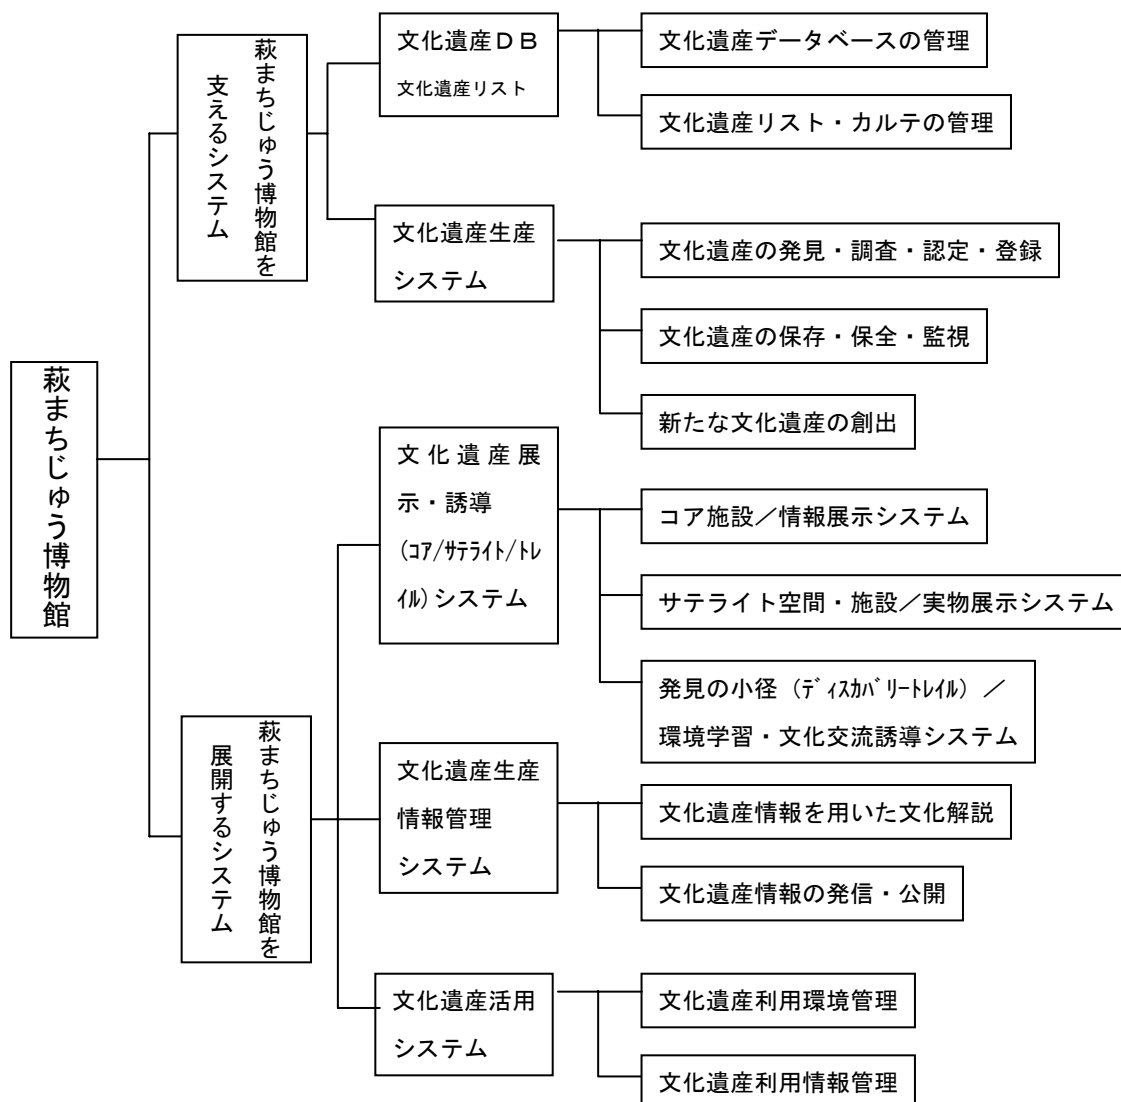 萩まちじゅう博物館
萩まちじゅう博物館を
支えるシステム
文化遺産DB
文化遺産リスト
文化遺産データベースの管理
文化遺産リスト・カルテの管理
文化遺産生産
システム
文化遺産の発見・調査・認定・登録
文化遺産の保存・保全・監視
新たな文化遺産の創出
萩まちじゅう博物館を
展開するシステム
文化遺産展
示・誘導
(コア/サテライト/トレ
イル)システム
コア施設/情報展示システム
サテライト空間・施設/実物展示システム
発見の小径(ディスカバリートレイル)/
環境学習・文化交流誘導システム
文化遺産生産
情報管理
システム
文化遺産情報を用いた文化解説
文化遺産情報の発信・公開
文化遺産活用
システム
文化遺産利用環境管理
文化遺産利用情報管理